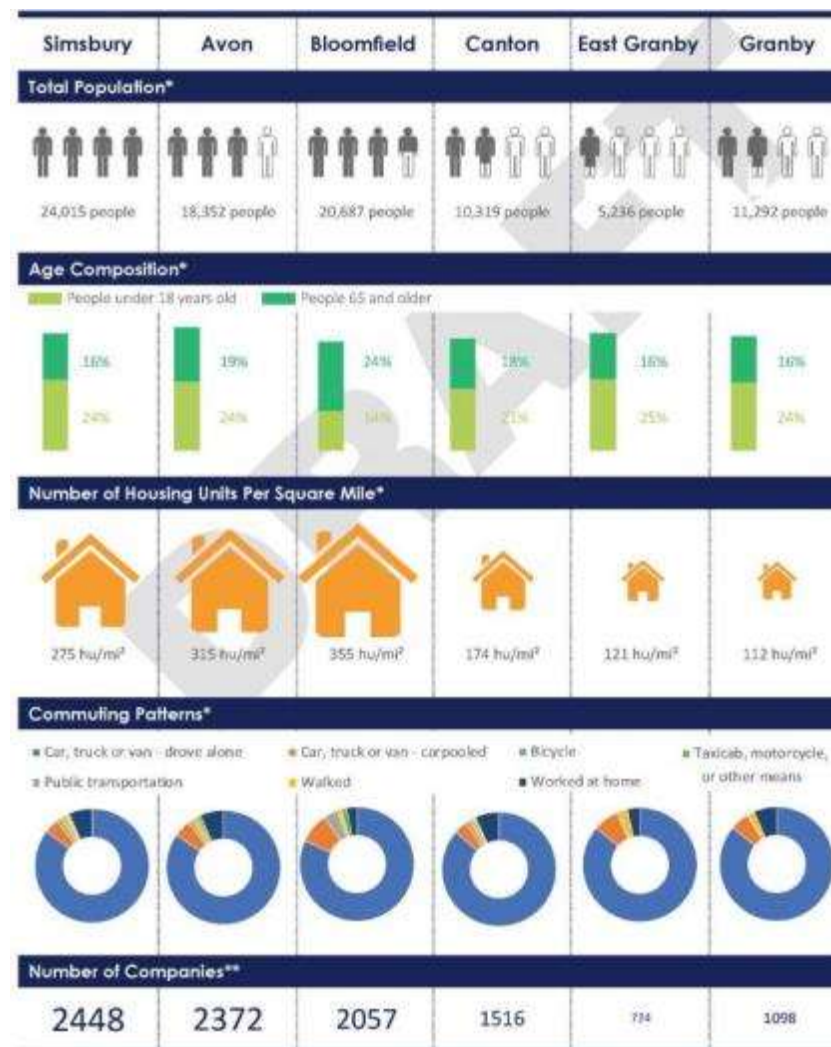 Simsbury Avon Bloomfield Canton East Granby Granby
Total Population*
24,015 people 18,352 people 20,687 people 10,319 people 5,236 people 11,292 people
Age Composition*
People under 18 years old People 65 and older
16% 19% 24% 18% 16% 16%
24% 24% 14% 21% 25% 24%
Number of Housing Units Per Square Mile*
275 hu/mi² 315 hu/mi² 355 hu/mi² 174 hu/mi² 121 hu/mi² 112 hu/mi²
Commuting Patterns*
Car, truck or van - drove alone Car, truck or van - carpooled Bicycle Taxicab, motorcycle,
or other means
Public transportation Walked Worked at home
Number of Companies**
2448 2372 2057 1516 774 1098
DRAFT